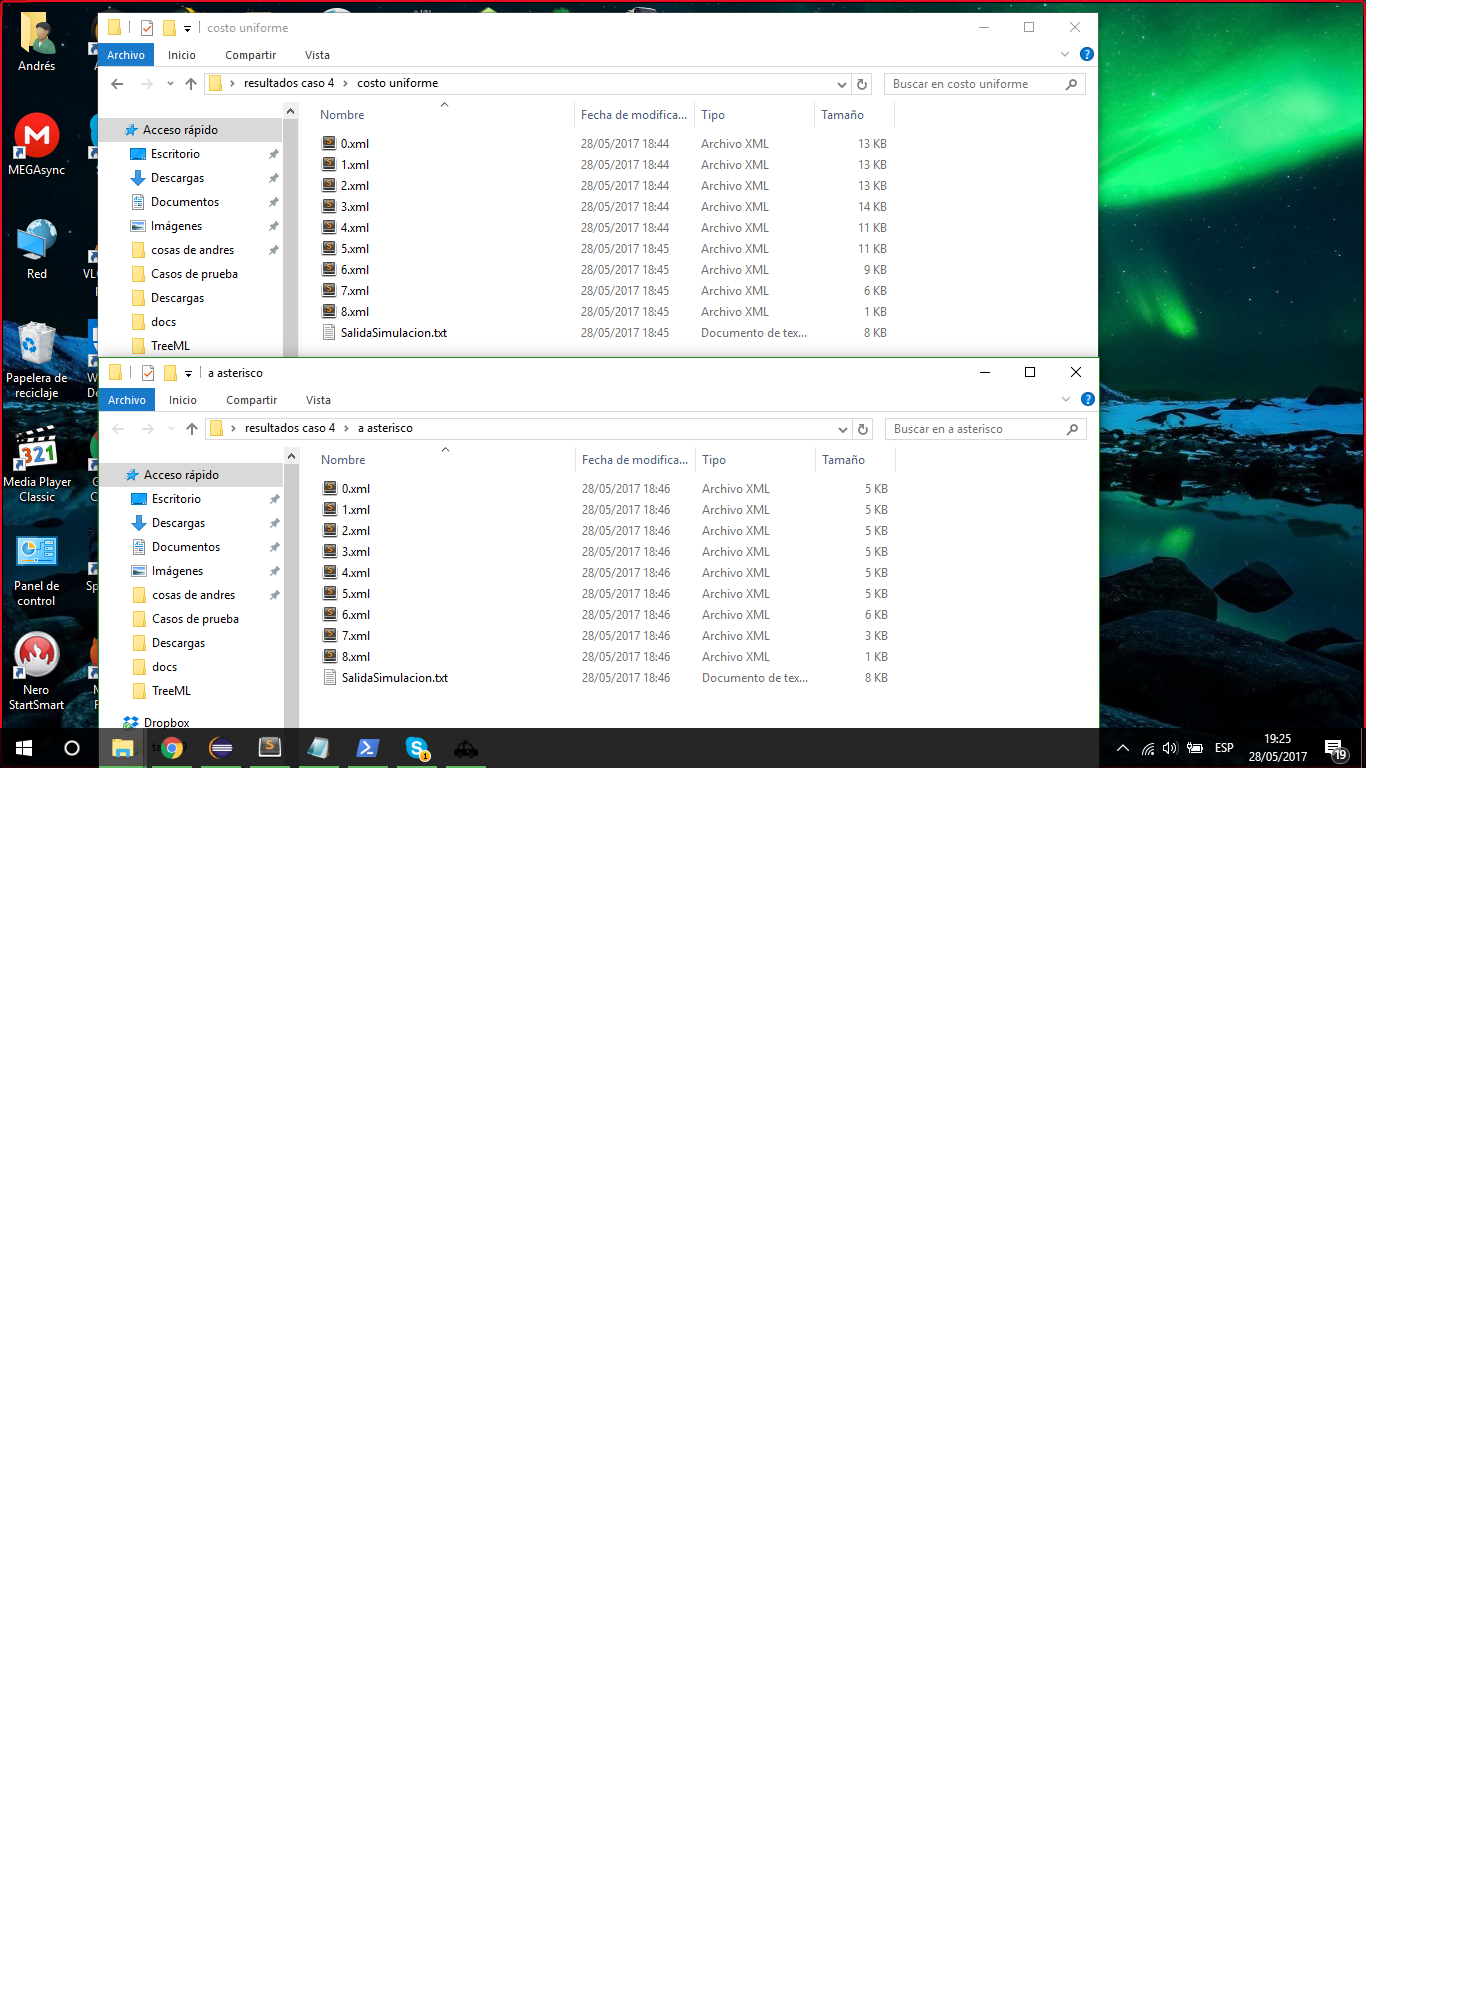 costo uniforme
Archivo Inicio Compartir Vista
resultados caso 4 costo uniforme Buscar en costo uniforme
Nombre Fecha de modifica... Tipo Tamaño
Acceso rápido
Escritorio
Descargas
Documentos
Imágenes
cosas de andres
Casos de prueba
Descargas
docs
TreeML
0.xml 28/05/2017 18:44 Archivo XML 13 KB
1.xml 28/05/2017 18:44 Archivo XML 13 KB
2.xml 28/05/2017 18:44 Archivo XML 13 KB
3.xml 28/05/2017 18:44 Archivo XML 14 KB
4.xml 28/05/2017 18:44 Archivo XML 11 KB
5.xml 28/05/2017 18:45 Archivo XML 11 KB
6.xml 28/05/2017 18:45 Archivo XML 9 KB
7.xml 28/05/2017 18:45 Archivo XML 6 KB
8.xml 28/05/2017 18:45 Archivo XML 1 KB
SalidaSimulacion.txt 28/05/2017 18:45 Documento de tex... 8 KB
a asterisco
Archivo Inicio Compartir Vista
resultados caso 4 a asterisco Buscar en a asterisco
Nombre Fecha de modifica... Tipo Tamaño
Acceso rápido
Escritorio
Descargas
Documentos
Imágenes
cosas de andres
Casos de prueba
Descargas
docs
TreeML
Dropbox
0.xml 28/05/2017 18:46 Archivo XML 5 KB
1.xml 28/05/2017 18:46 Archivo XML 5 KB
2.xml 28/05/2017 18:46 Archivo XML 5 KB
3.xml 28/05/2017 18:46 Archivo XML 5 KB
4.xml 28/05/2017 18:46 Archivo XML 5 KB
5.xml 28/05/2017 18:46 Archivo XML 5 KB
6.xml 28/05/2017 18:46 Archivo XML 6 KB
7.xml 28/05/2017 18:46 Archivo XML 3 KB
8.xml 28/05/2017 18:46 Archivo XML 1 KB
SalidaSimulacion.txt 28/05/2017 18:46 Documento de tex... 8 KB
Andrés
MEGAsync
Red
Papelera de
reciclaje
321
Media Player
Classic
Panel de
control
Nero
StartSmart
ESP
19:25
28/05/2017
19